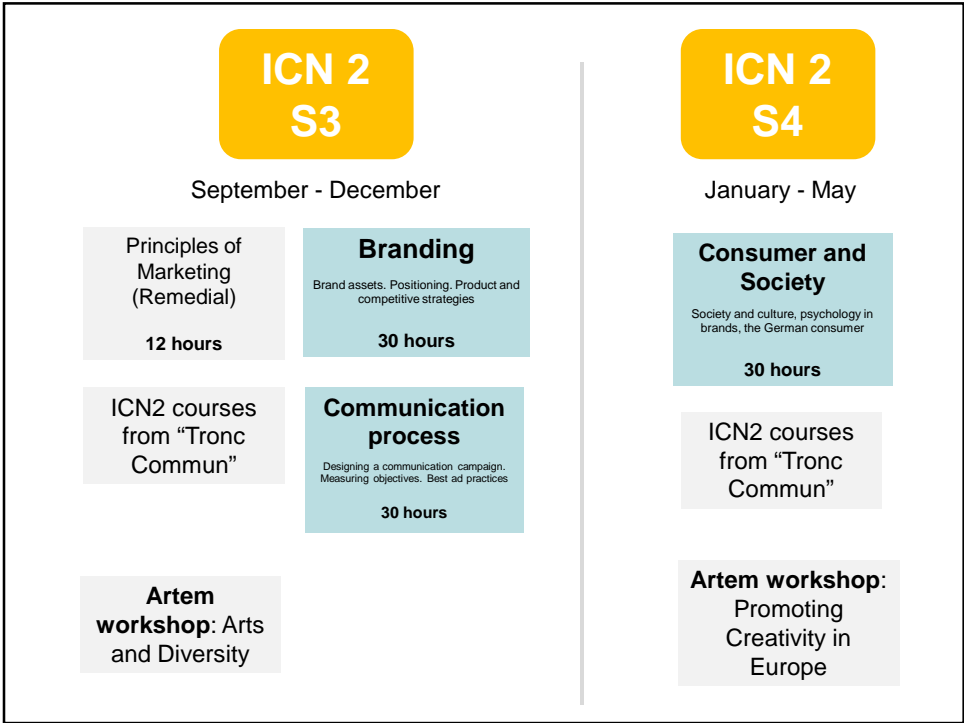 ICN 2
S3
September - December
Principles of
Marketing
(Remedial)
12 hours
Branding
Brand assets. Positioning. Product and
competitive strategies
30 hours
ICN2 courses
from “Tronc
Commun”
Communication
process
Designing a communication campaign.
Measuring objectives. Best ad practices
30 hours
Artem
workshop: Arts
and Diversity
ICN 2
S4
January - May
Consumer and
Society
Society and culture, psychology in
brands, the German consumer
30 hours
ICN2 courses
from “Tronc
Commun”
Artem workshop:
Promoting
Creativity in
Europe